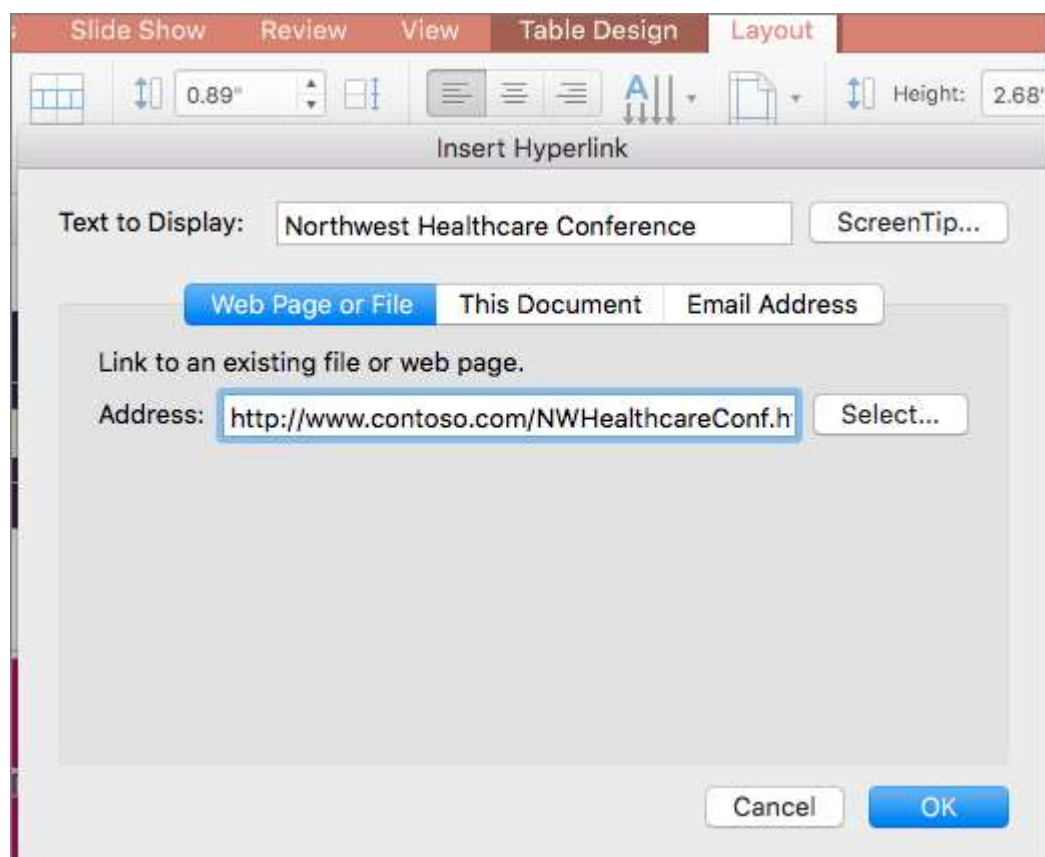 Slide Show Review View Table Design Layout
0.89" A Height: 2.68"
Insert Hyperlink
Text to Display: Northwest Healthcare Conference ScreenTip...
Web Page or File This Document Email Address
Link to an existing file or web page.
Address: http://www.contoso.com/NWHealthcareConf.h Select...
Cancel OK